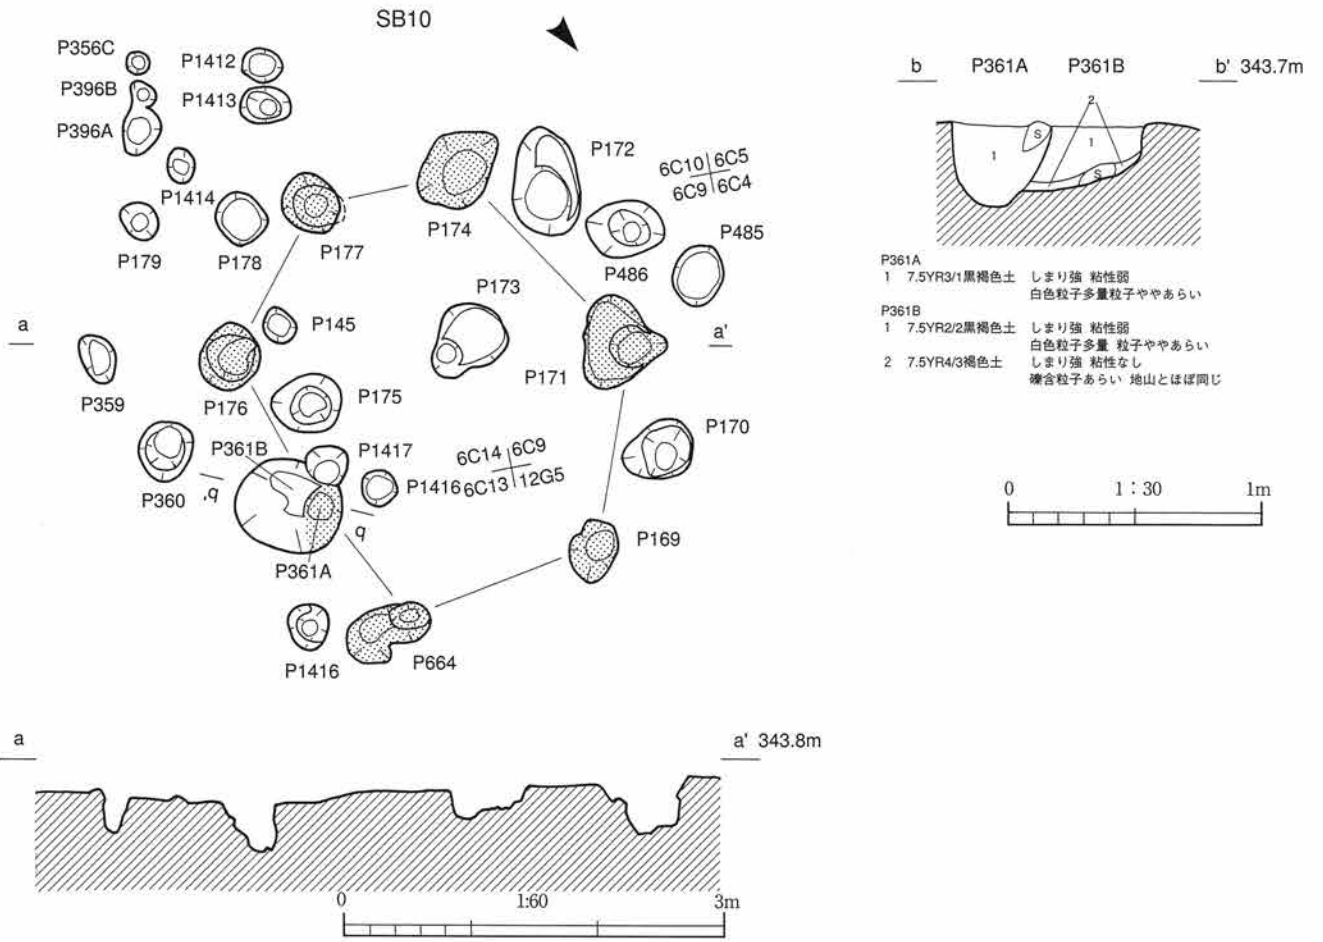 SB10
P356C
P1412
P396B
P1413
P396A
P1414
P172
6C10 6C5
6C9 6C4
P179
P178
P177
P174
P486
P485
P173
P145
a
a'
P171
P359
P176
P175
P170
P361B
P1417
6C14 6C9
6C13 12G5
P360
b'
P1416
b
P169
P361A
P1416
P664
a
a' 343.8m
0 1:60 3m
b P361A P361B b' 343.7m
2
S
1 1
S
P361A
1 7.5YR3/1黒褐色土 しまり強 粘性弱
白色粒子多量粒子ややあらい
P361B
1 7.5YR2/2黒褐色土 しまり強 粘性弱
白色粒子多量 粒子ややあらい
2 7.5YR4/3褐色土 しまり強 粘性なし
礫含粒子あらい 地山とほぼ同じ
0 1:30 1m